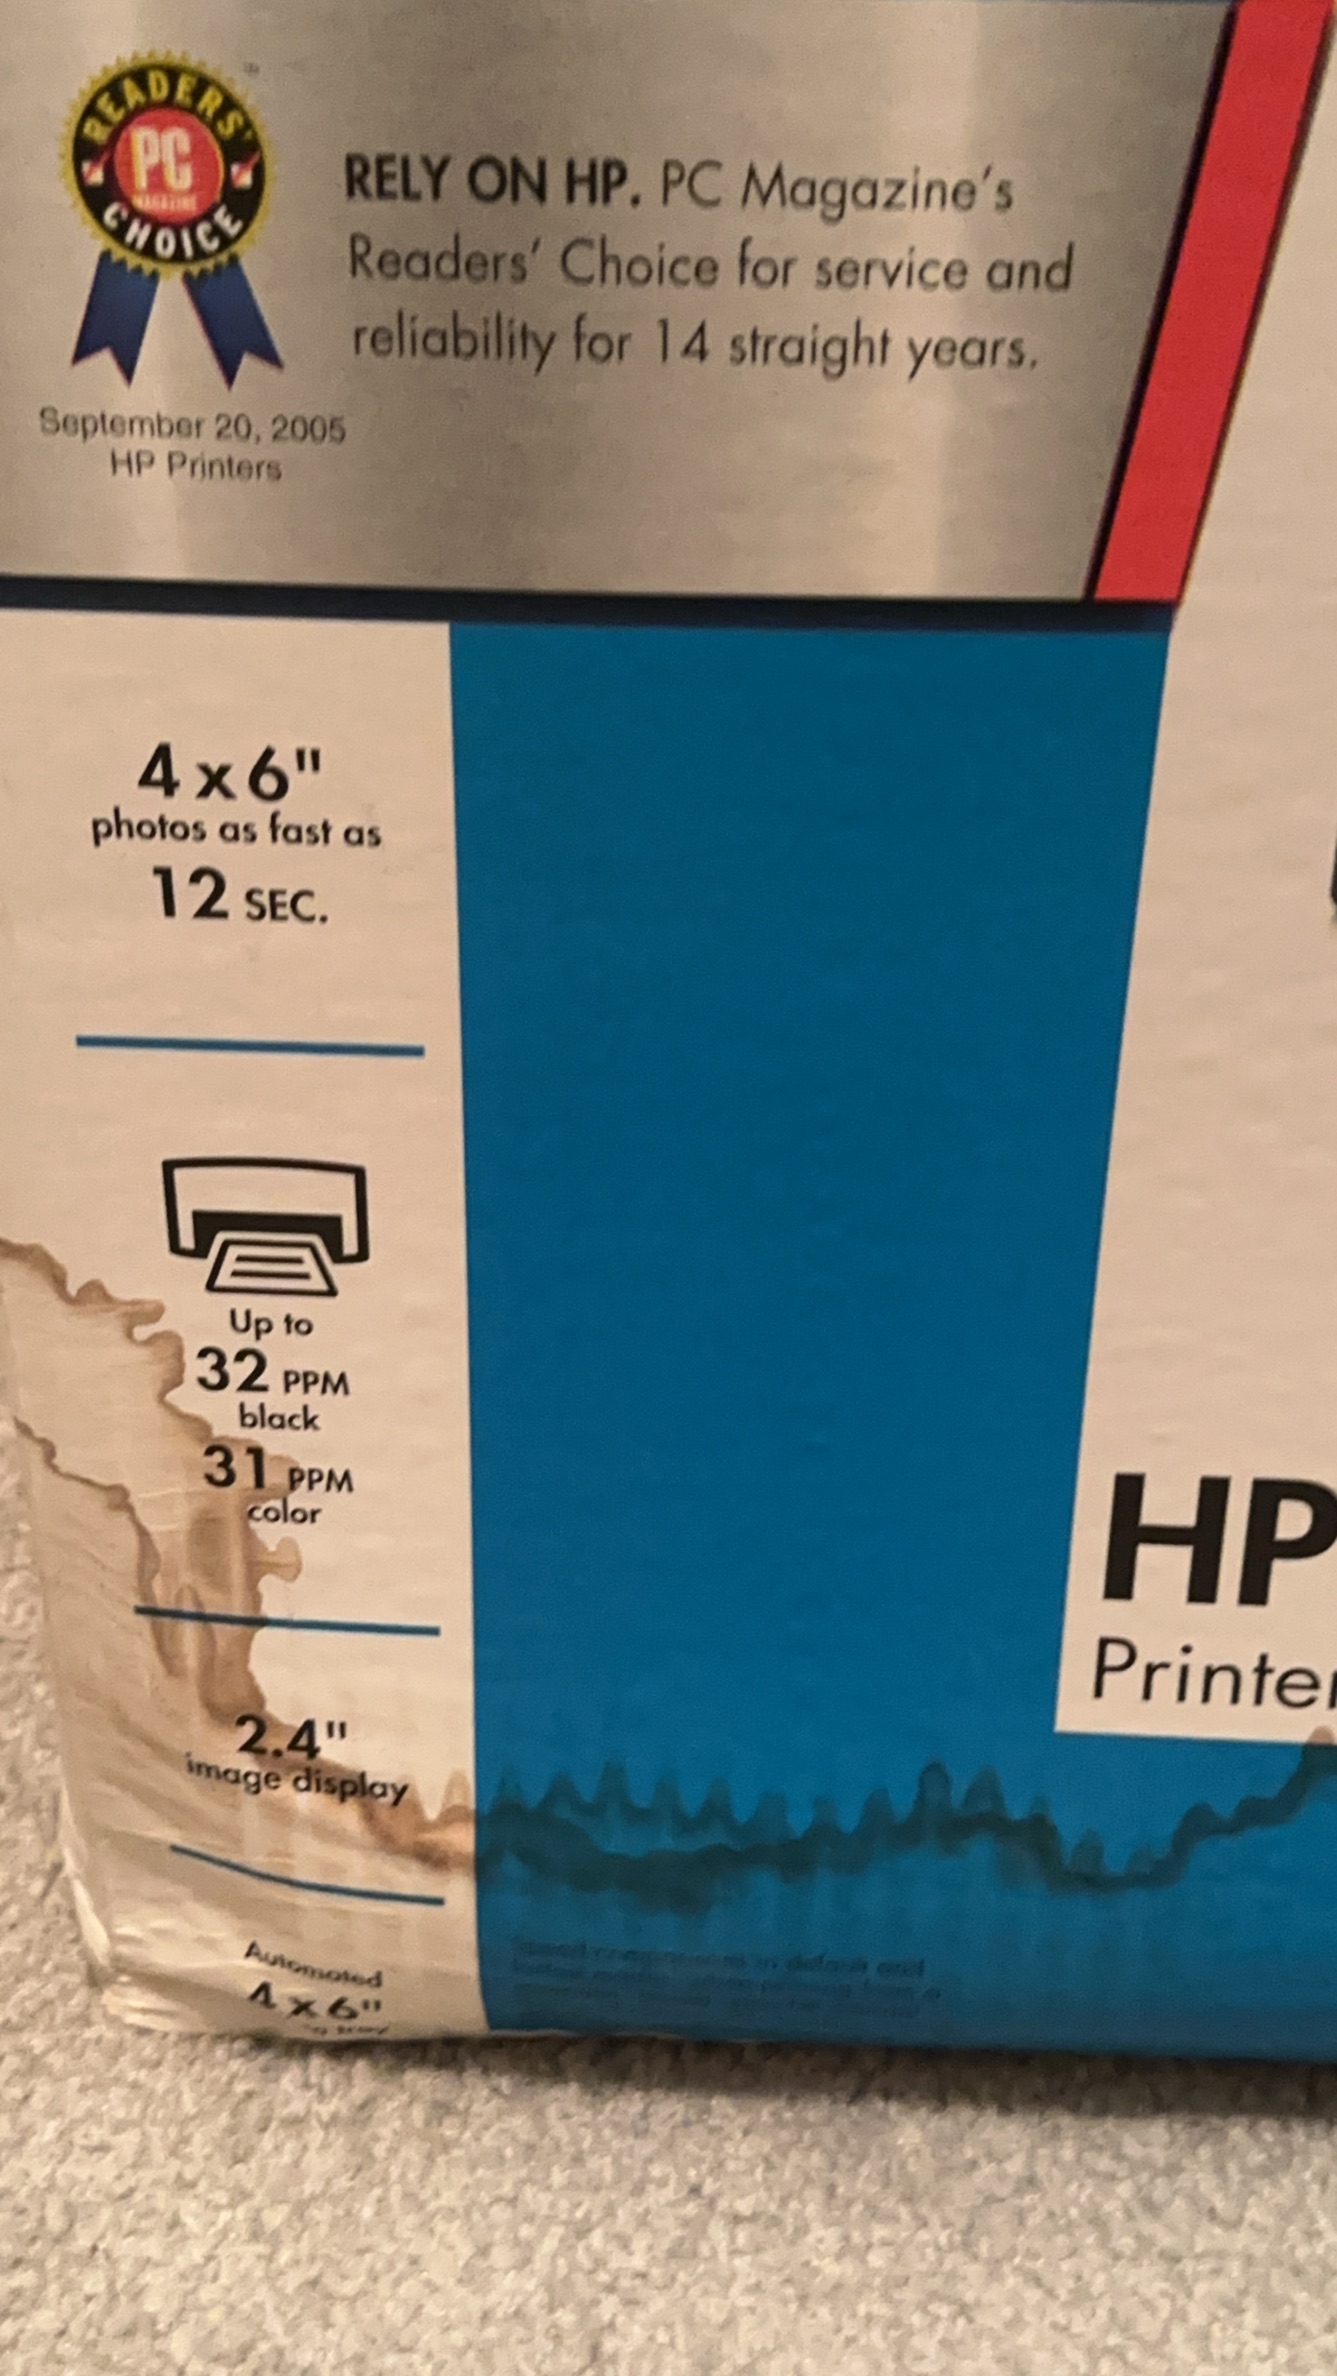 READERS'
PC
MAGAZINE
CHOICE
RELY ON HP. PC Magazine's
Readers' Choice for service and
reliability for 14 straight years.
September 20, 2005
HP Printers
4 x 6"
photos as fast as
12 SEC.
Up to
32 PPM
black
31 PPM
color
2.4"
image display
Automated
4 x 6"
tray
HP
Printer